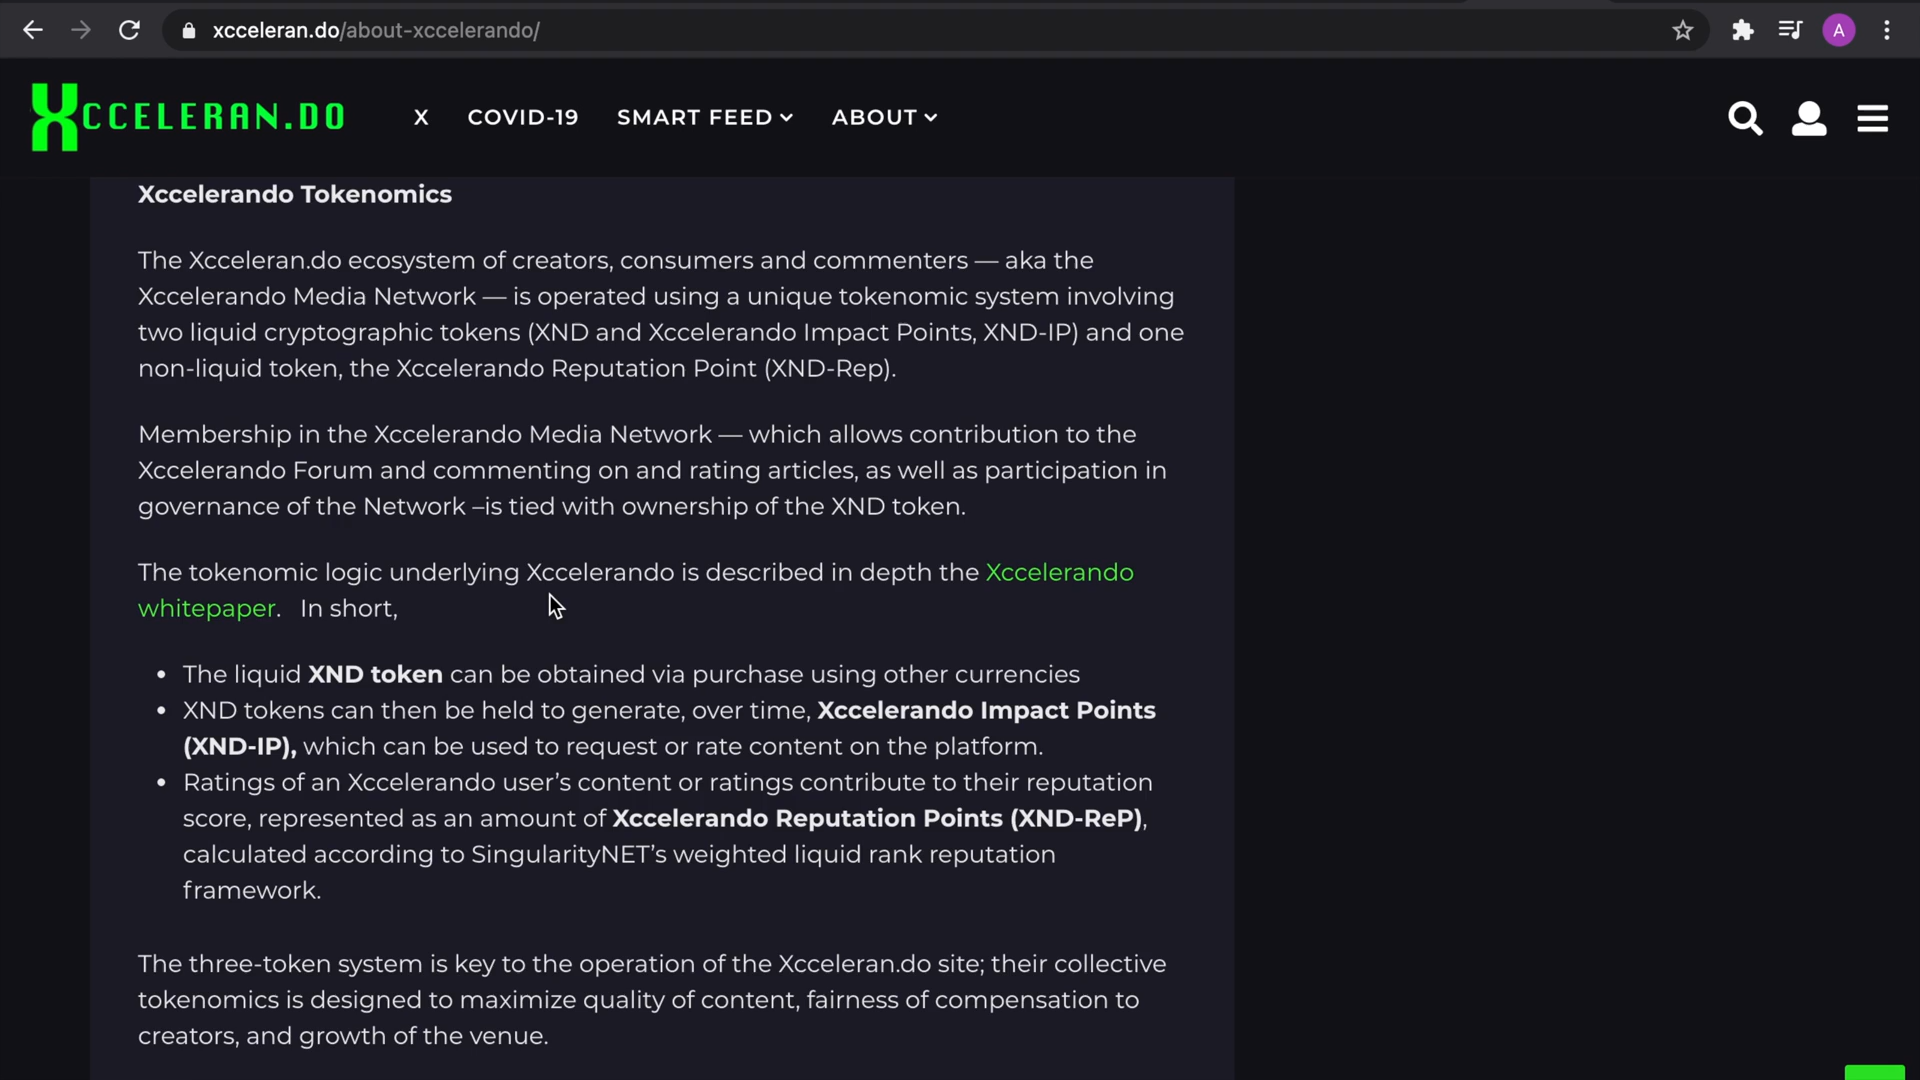 xcceleran.do/about-xccelerando/
A
XCCELERAN.DO
X COVID-19 SMART FEED ABOUT
Xccelerando Tokenomics
The Xcceleran.do ecosystem of creators, consumers and commenters — aka the
Xccelerando Media Network — is operated using a unique tokenomic system involving
two liquid cryptographic tokens (XND and Xccelerando Impact Points, XND-IP) and one
non-liquid token, the Xccelerando Reputation Point (XND-Rep).
Membership in the Xccelerando Media Network — which allows contribution to the
Xccelerando Forum and commenting on and rating articles, as well as participation in
governance of the Network –is tied with ownership of the XND token.
The tokenomic logic underlying Xccelerando is described in depth the Xccelerando
whitepaper. In short,
• The liquid XND token can be obtained via purchase using other currencies
• XND tokens can then be held to generate, over time, Xccelerando Impact Points
(XND-IP), which can be used to request or rate content on the platform.
• Ratings of an Xccelerando user’s content or ratings contribute to their reputation
score, represented as an amount of Xccelerando Reputation Points (XND-ReP),
calculated according to SingularityNET’s weighted liquid rank reputation
framework.
The three-token system is key to the operation of the Xcceleran.do site; their collective
tokenomics is designed to maximize quality of content, fairness of compensation to
creators, and growth of the venue.